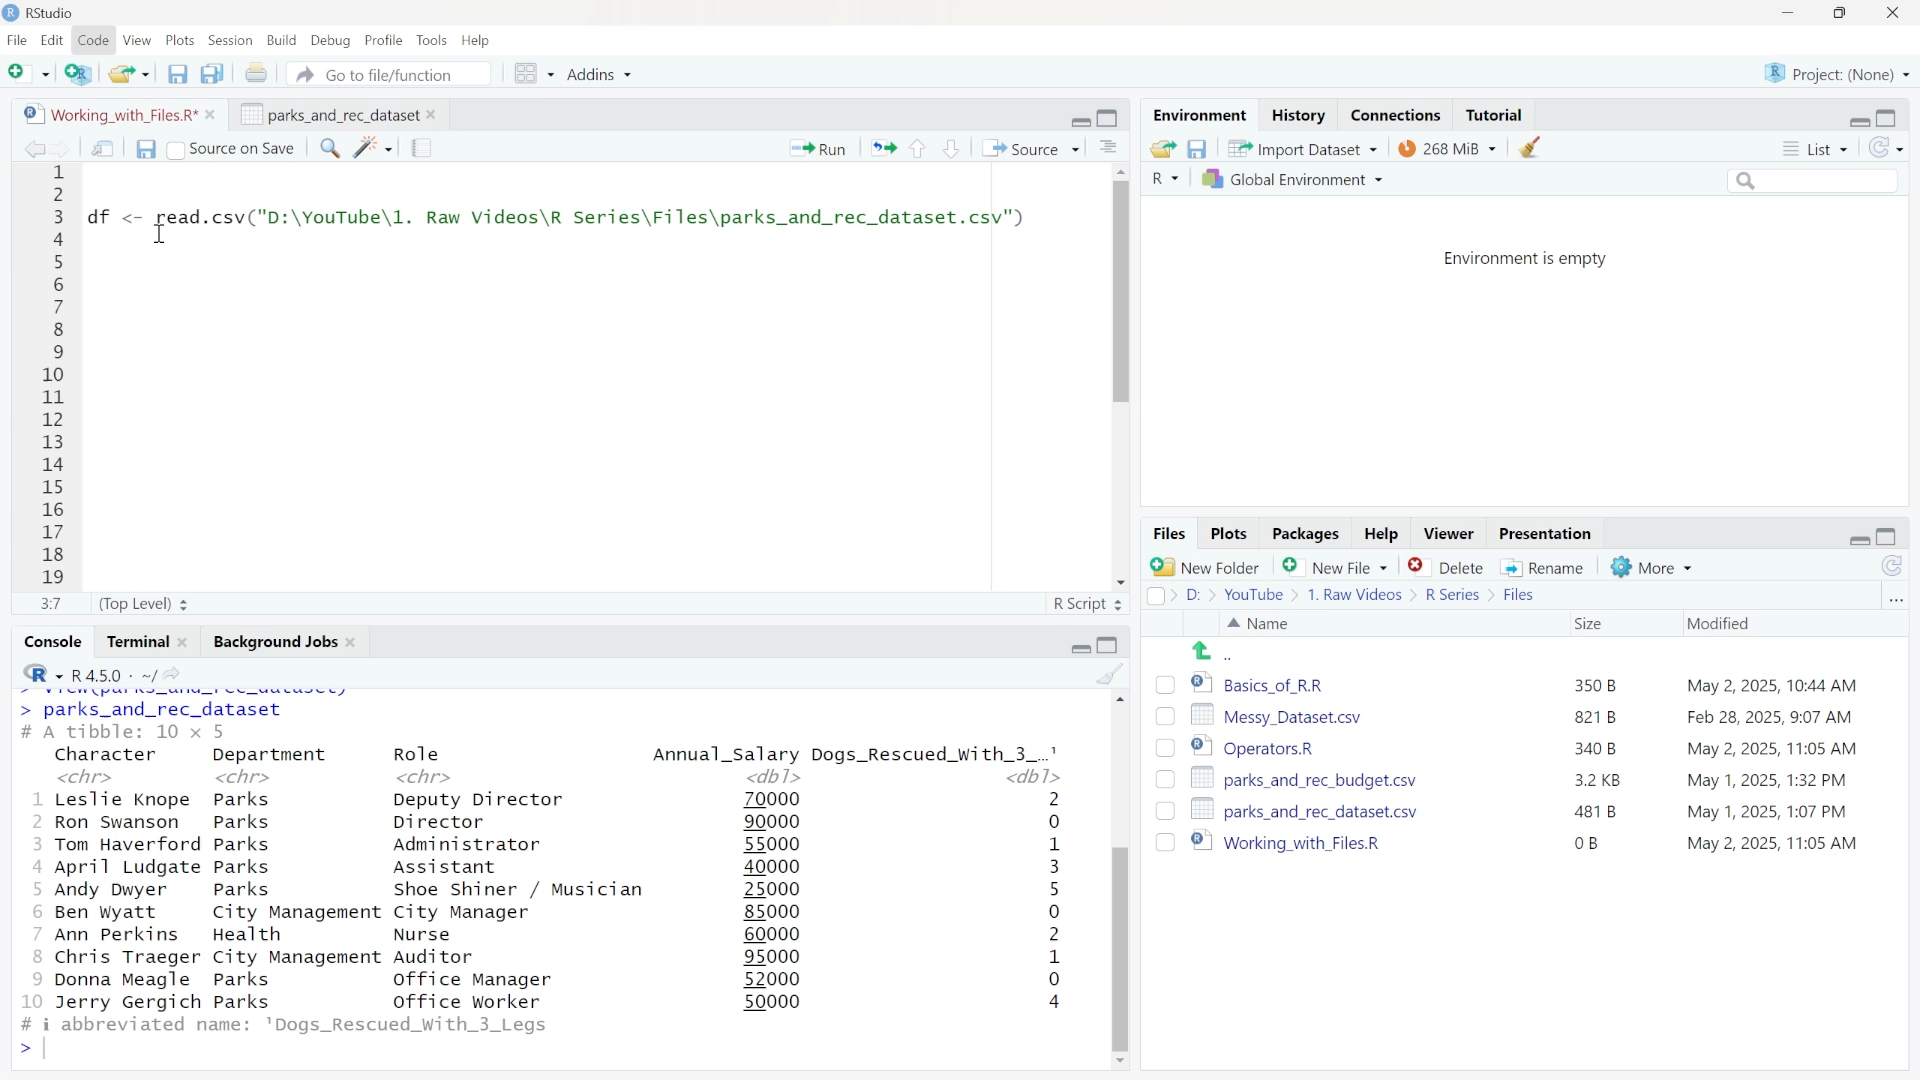 RStudio
File Edit Code View Plots Session Build Debug Profile Tools Help
Go to file/function Addins Project: (None)
Working_with_Files.R* parks_and_rec_dataset
Source on Save Run Source
1
2
3 df <- read.csv("D:\YouTube\1. Raw Videos\R Series\Files\parks_and_rec_dataset.csv")
4
5
6
7
8
9
10
11
12
13
14
15
16
17
18
19
3:7 (Top Level) R Script
Console Terminal Background Jobs
R 4.5.0 · ~/
> View(parks_and_rec_dataset)
> parks_and_rec_dataset
# A tibble: 10 × 5
Character Department Role Annual_Salary Dogs_Rescued_With_3_…¹
<chr> <chr> <chr> <dbl> <dbl>
1 Leslie Knope Parks Deputy Director 70000 2
2 Ron Swanson Parks Director 90000 0
3 Tom Haverford Parks Administrator 55000 1
4 April Ludgate Parks Assistant 40000 3
5 Andy Dwyer Parks Shoe Shiner / Musician 25000 5
6 Ben Wyatt City Management City Manager 85000 0
7 Ann Perkins Health Nurse 60000 2
8 Chris Traeger City Management Auditor 95000 1
9 Donna Meagle Parks Office Manager 52000 0
10 Jerry Gergich Parks Office Worker 50000 4
# ℹ abbreviated name: ¹Dogs_Rescued_With_3_Legs
>
Environment History Connections Tutorial
Import Dataset 268 MiB List
R Global Environment
Environment is empty
Files Plots Packages Help Viewer Presentation
New Folder New File Delete Rename More
D: YouTube 1. Raw Videos R Series Files ...
Name Size Modified
..
Basics_of_R.R 350 B May 2, 2025, 10:44 AM
Messy_Dataset.csv 821 B Feb 28, 2025, 9:07 AM
Operators.R 340 B May 2, 2025, 11:05 AM
parks_and_rec_budget.csv 3.2 KB May 1, 2025, 1:32 PM
parks_and_rec_dataset.csv 481 B May 1, 2025, 1:07 PM
Working_with_Files.R 0 B May 2, 2025, 11:05 AM